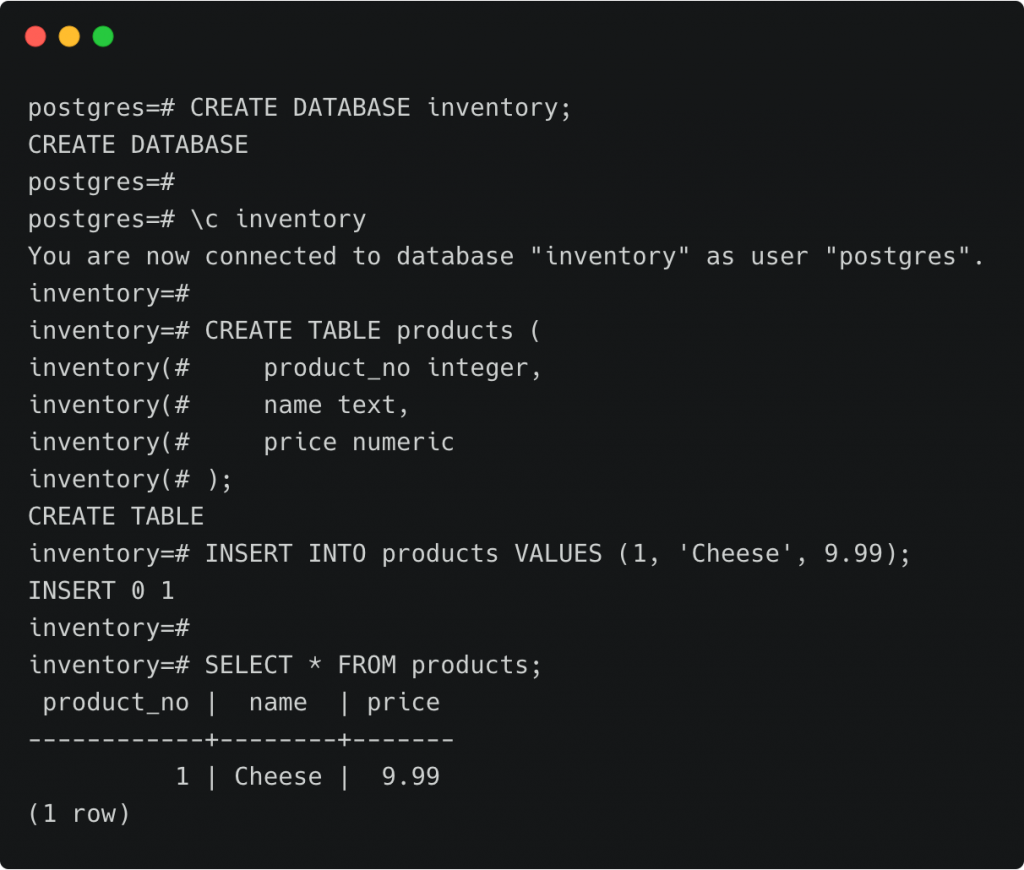 postgres=# CREATE DATABASE inventory;
CREATE DATABASE
postgres=#
postgres=# \c inventory
You are now connected to database "inventory" as user "postgres".
inventory=#
inventory=# CREATE TABLE products (
inventory(#     product_no integer,
inventory(#     name text,
inventory(#     price numeric
inventory(# );
CREATE TABLE
inventory=# INSERT INTO products VALUES (1, 'Cheese', 9.99);
INSERT 0 1
inventory=#
inventory=# SELECT * FROM products;
 product_no |  name  | price
------------+--------+-------
          1 | Cheese |  9.99
(1 row)